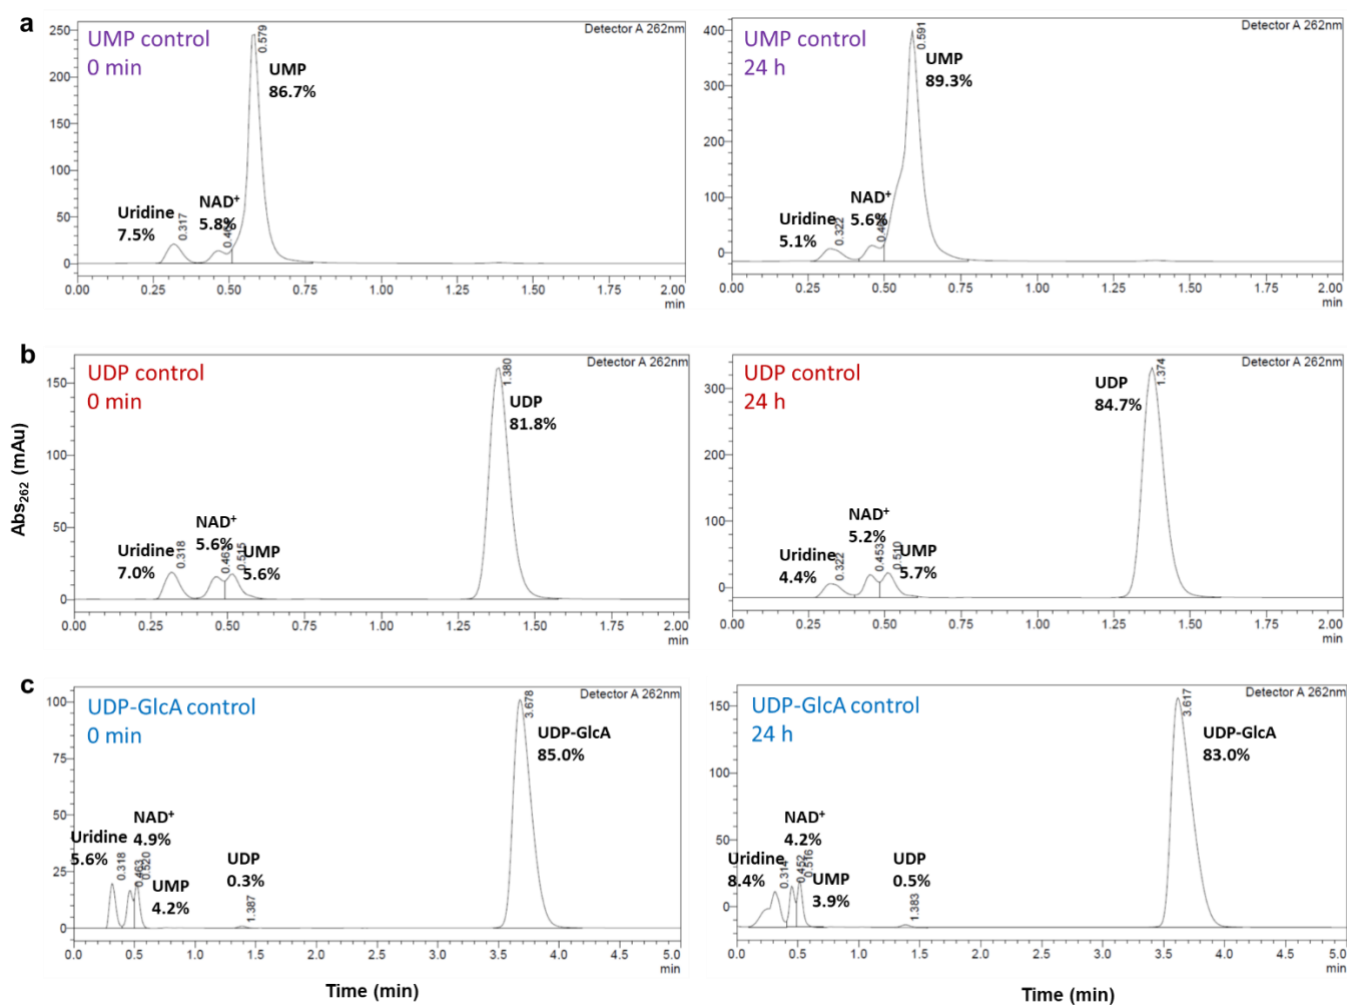 a
UMP control
0 min
Detector A 262nm
0.579
UMP
86.7%
Uridine
7.5%
0.317
NAD+
5.8%
250
200
150
100
50
0
0.00 0.25 0.50 0.75 1.00 1.25 1.50 1.75 2.00
min
UMP control
24 h
Detector A 262nm
0.591
UMP
89.3%
Uridine
5.1%
0.322
NAD+
5.6%
400
300
200
100
0
0.00 0.25 0.50 0.75 1.00 1.25 1.50 1.75 2.00
min
b
UDP control
0 min
Detector A 262nm
1.380
UDP
81.8%
Uridine
7.0%
0.318
NAD+
5.6%
0.515
UMP
5.6%
150
100
50
0
0.00 0.25 0.50 0.75 1.00 1.25 1.50 1.75 2.00
min
UDP control
24 h
Detector A 262nm
1.374
UDP
84.7%
Uridine
4.4%
0.322
NAD+
5.2%
0.453
0.510
UMP
5.7%
300
200
100
0
0.00 0.25 0.50 0.75 1.00 1.25 1.50 1.75 2.00
min
Abs262 (mAu)
c
UDP-GlcA control
0 min
Detector A 262nm
3.678
UDP-GlcA
85.0%
Uridine
5.6%
0.318
NAD+
4.9%
0.463
0.520
UMP
4.2%
UDP
0.3%
1.387
100
75
50
25
0
0.0 0.5 1.0 1.5 2.0 2.5 3.0 3.5 4.0 4.5 5.0
min
Time (min)
UDP-GlcA control
24 h
Detector A 262nm
3.617
UDP-GlcA
83.0%
Uridine
8.4%
0.314
NAD+
4.2%
0.452
0.516
UMP
3.9%
UDP
0.5%
1.383
150
100
50
0
0.0 0.5 1.0 1.5 2.0 2.5 3.0 3.5 4.0 4.5 5.0
min
Time (min)